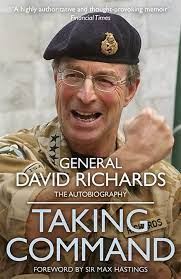 'A highly authoritative and thought-provoking memoir'
Financial Times
GENERAL
DAVID RICHARDS
THE AUTOBIOGRAPHY
TAKING COMMAND
FOREWORD BY SIR MAX HASTINGS